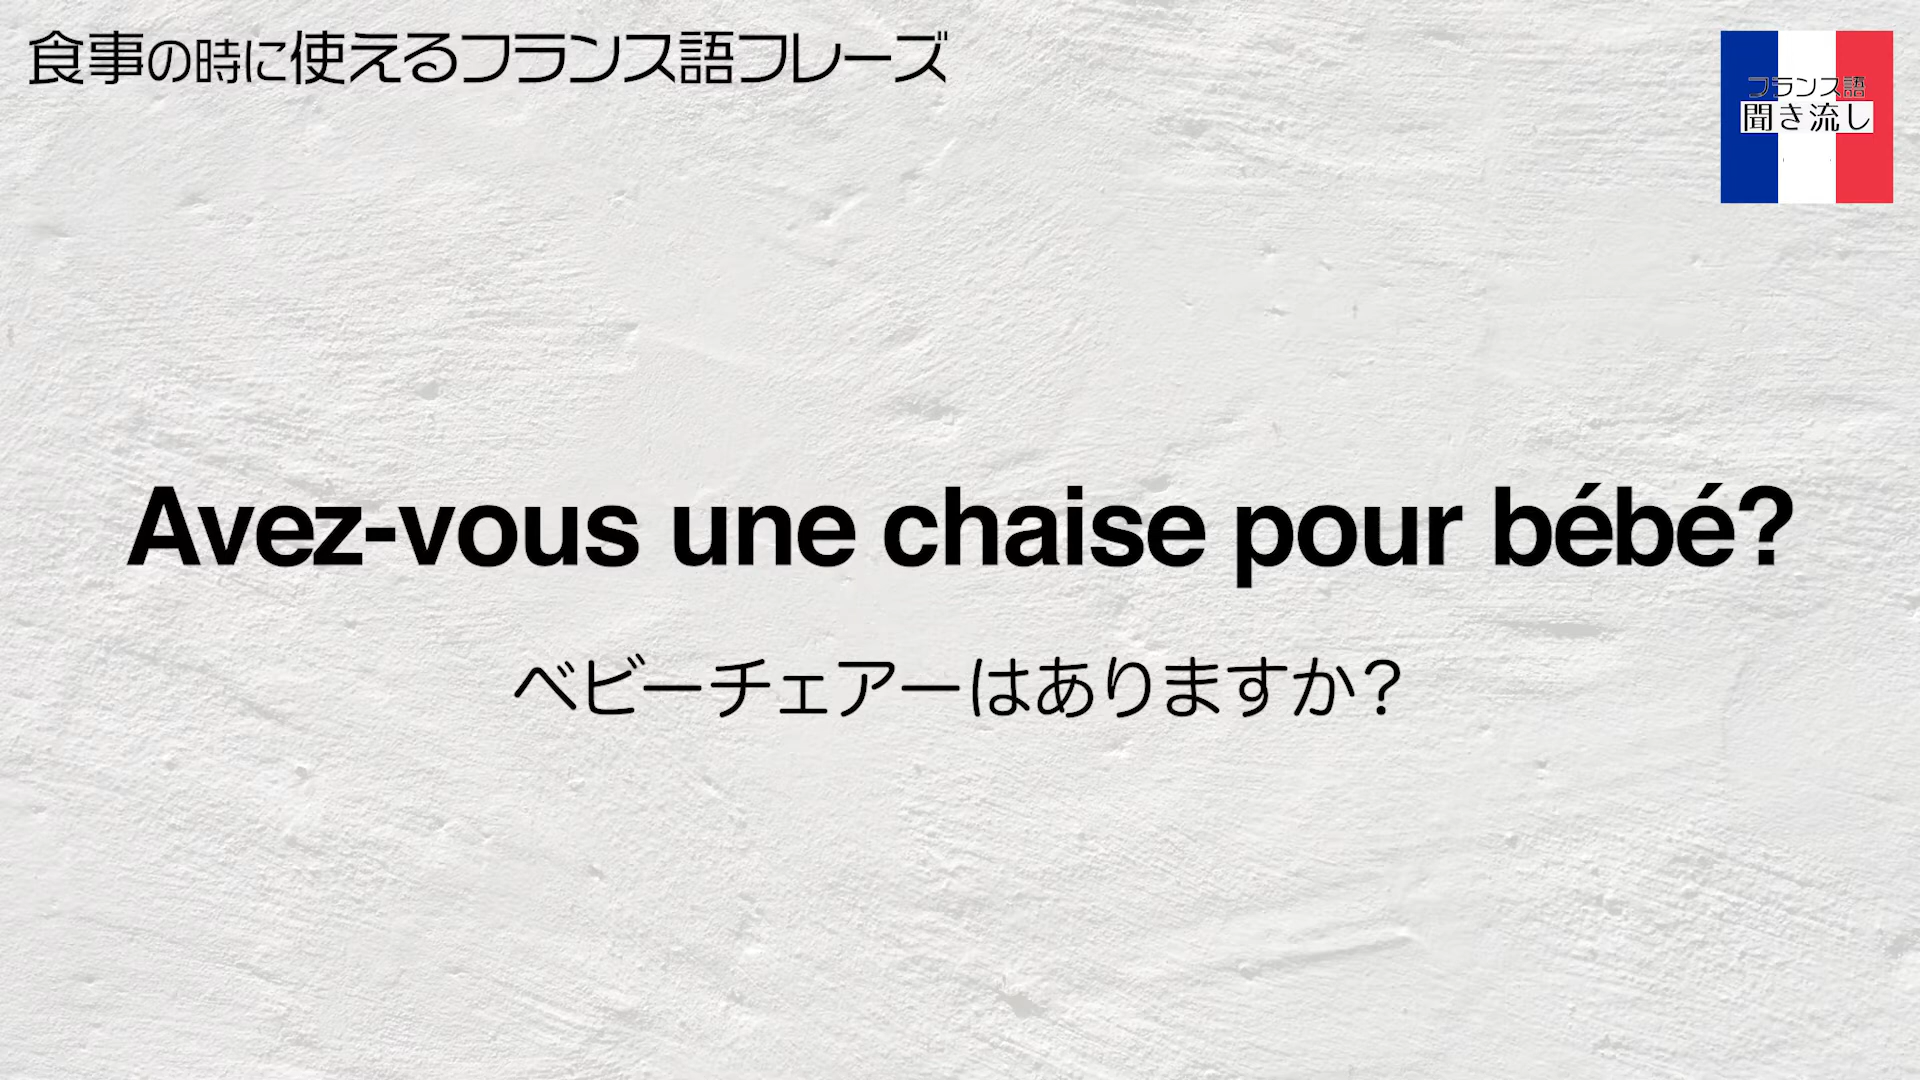 食事の時に使えるフランス語フレーズ
フランス語
聞き流し
Avez-vous une chaise pour bébé?
ベビーチェアーはありますか？